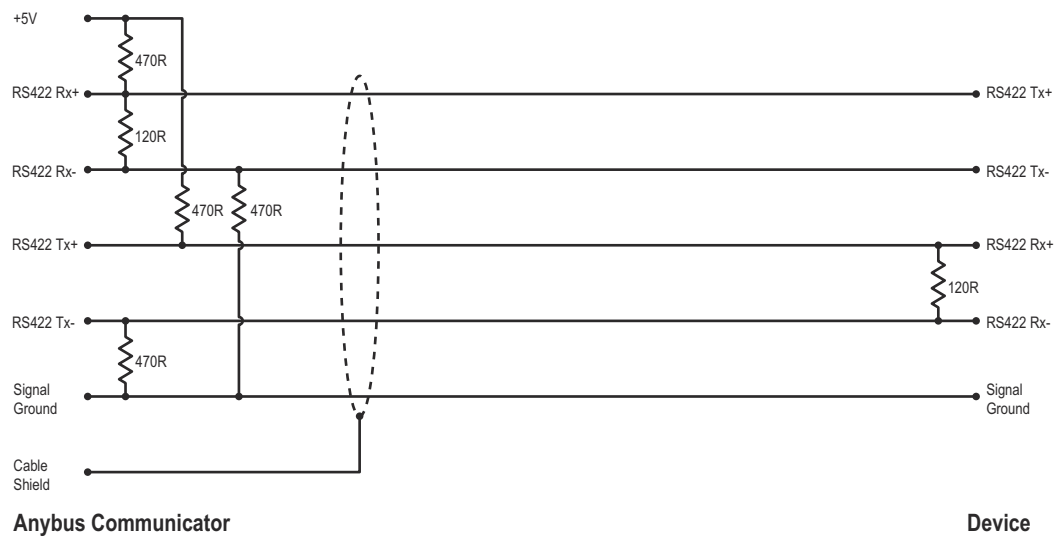 +5V
470R
RS422 Rx+
RS422 Tx+
120R
RS422 Rx-
RS422 Tx-
470R
470R
RS422 Tx+
RS422 Rx+
120R
RS422 Tx-
RS422 Rx-
470R
Signal
Ground
Signal
Ground
Cable
Shield
Anybus Communicator
Device